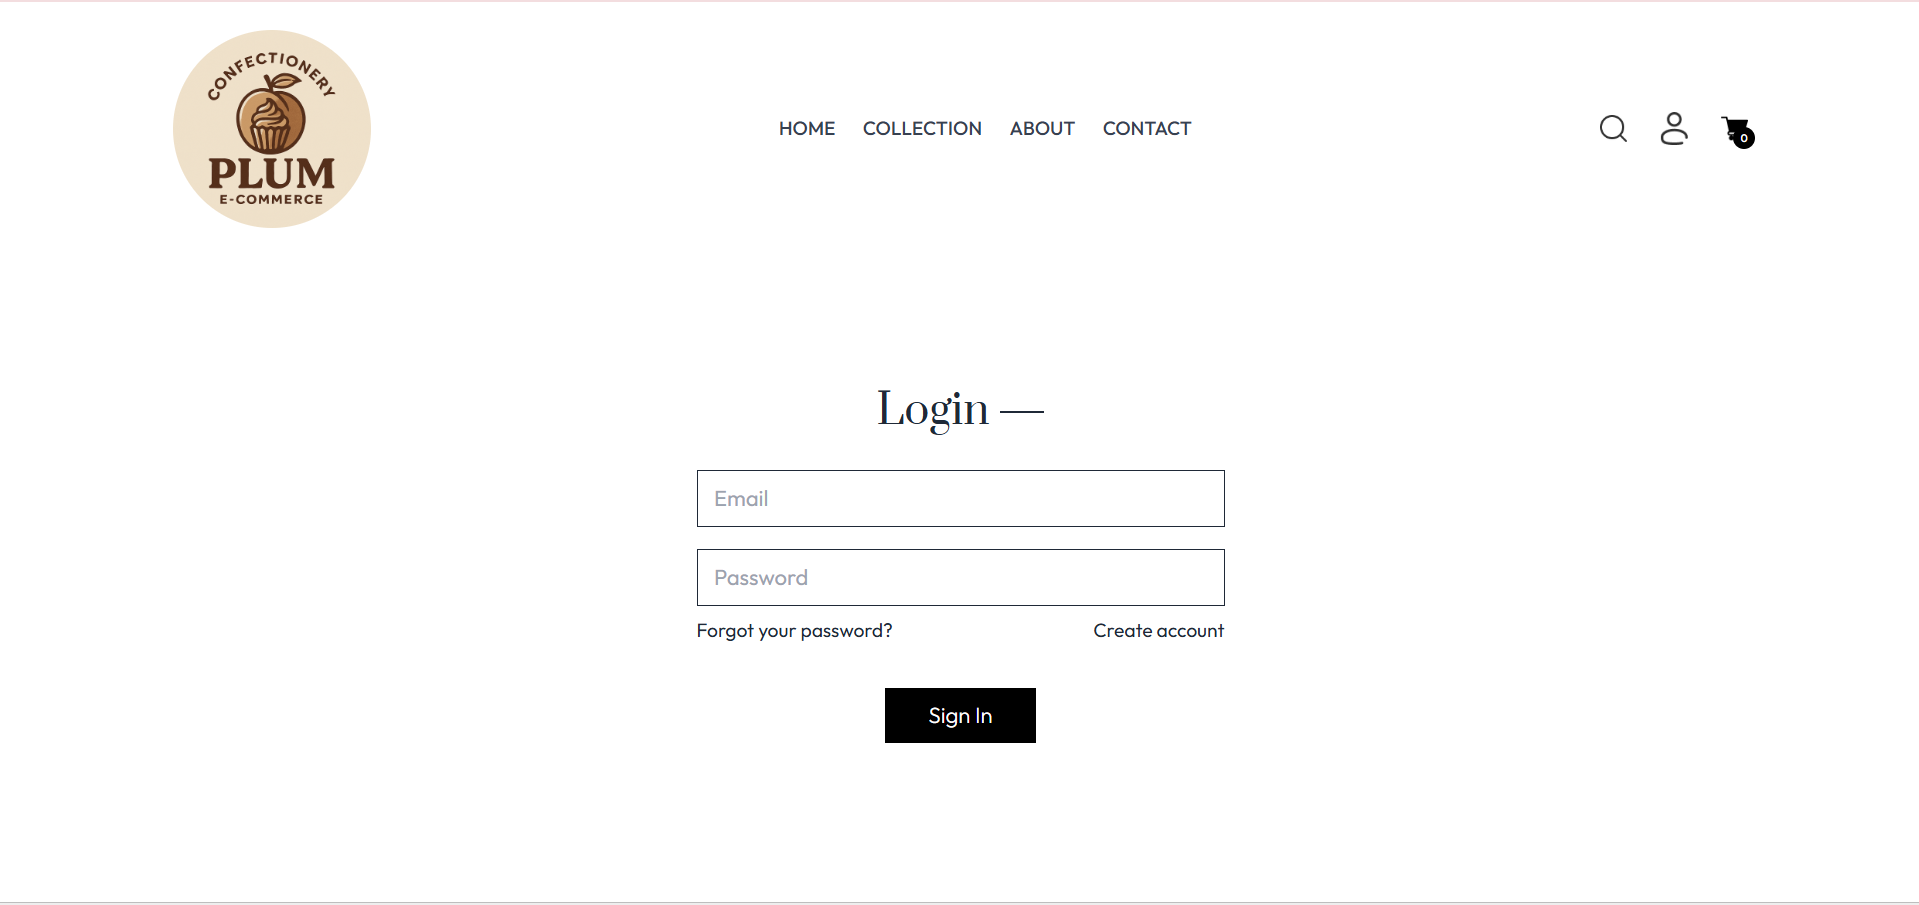 CONFECTIONERY
PLUM
E-COMMERCE
HOME COLLECTION ABOUT CONTACT
0
Login
Email
Password
Forgot your password? Create account
Sign In